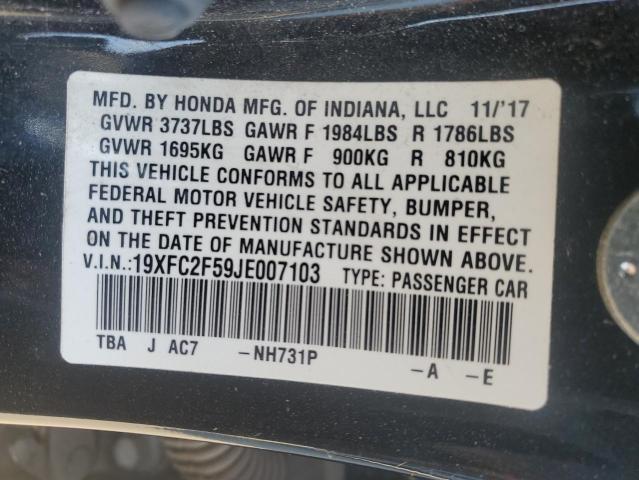 MFD. BY HONDA MFG. OF INDIANA, LLC 11/'17
GVWR 3737LBS GAWR F 1984LBS R 1786LBS
GVWR 1695KG GAWR F 900KG R 810KG
THIS VEHICLE CONFORMS TO ALL APPLICABLE
FEDERAL MOTOR VEHICLE SAFETY, BUMPER,
AND THEFT PREVENTION STANDARDS IN EFFECT
ON THE DATE OF MANUFACTURE SHOWN ABOVE.
V.I.N.:19XFC2F59JE007103 TYPE: PASSENGER CAR
TBA J AC7 -NH731P -A -E